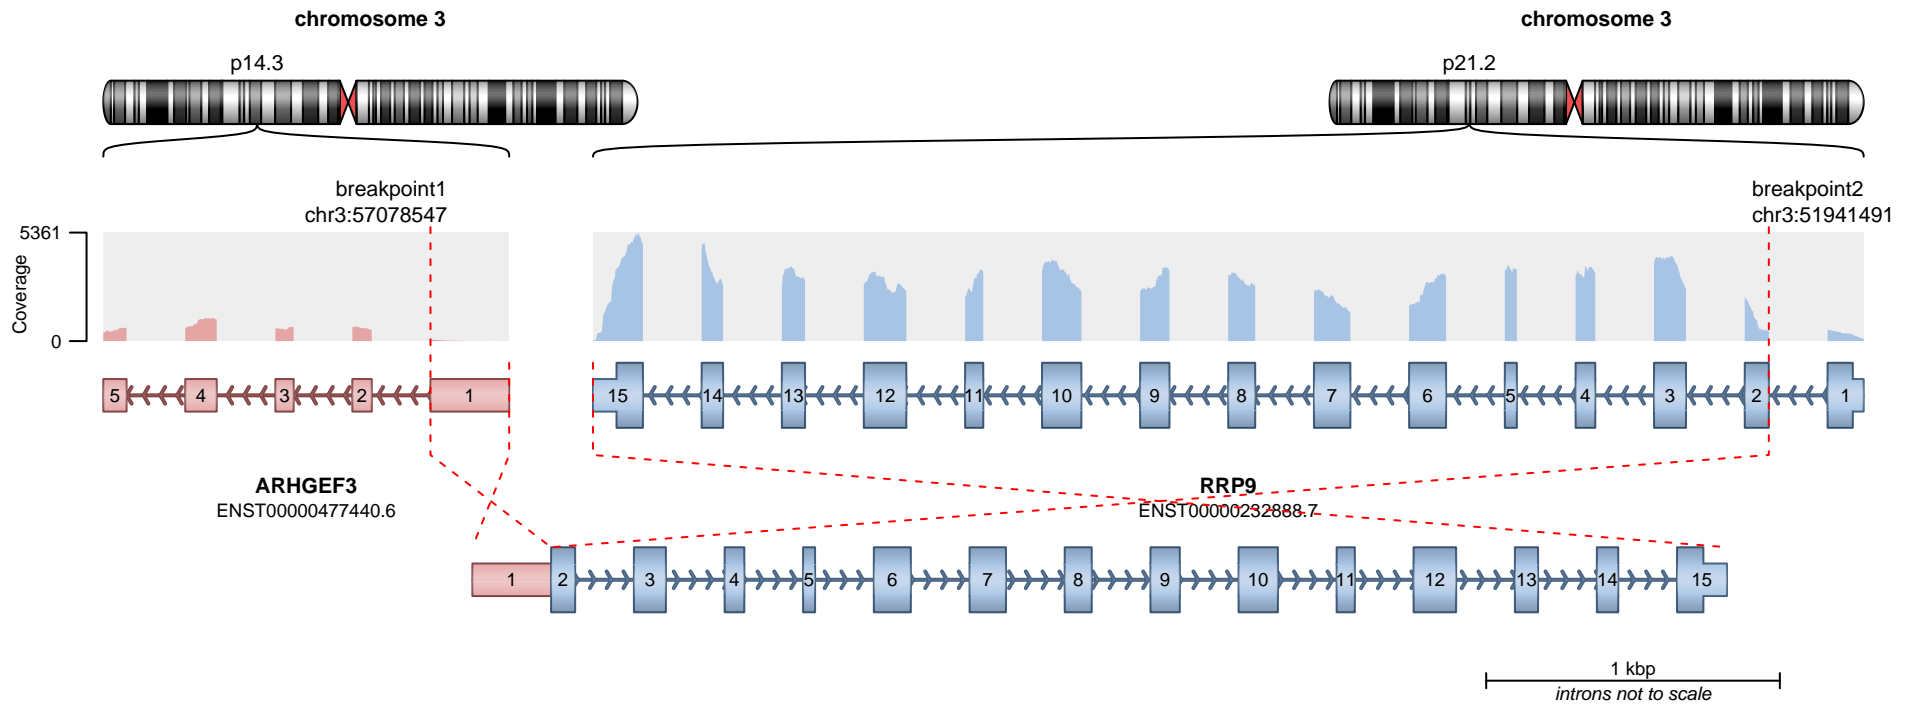 chromosome 3
chromosome 3
p14.3
p21.2
breakpoint1
chr3:57078547
breakpoint2
chr3:51941491
5361
Coverage
0
5 4 3 2 1
15 14 13 12 11 10 9 8 7 6 5 4 3 2 1
ARHGEF3
ENST00000477440.6
RRP9
ENST00000232888.7
1 2 3 4 5 6 7 8 9 10 11 12 13 14 15
1 kbp
introns not to scale